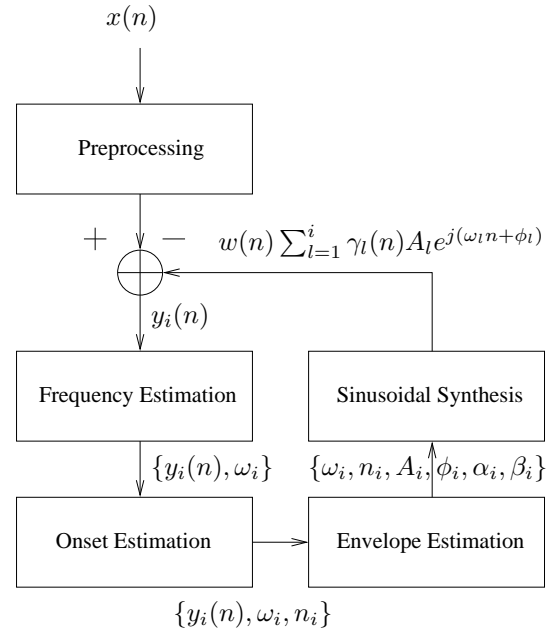 x(n)
Preprocessing
+ − w(n) ∑_{l=1}^{i} γ_l(n) A_l e^{j(ω_l n+ϕ_l)}
y_i(n)
Frequency Estimation Sinusoidal Synthesis
{y_i(n), ω_i} {ω_i, n_i, A_i, ϕ_i, α_i, β_i}
Onset Estimation Envelope Estimation
{y_i(n), ω_i, n_i}